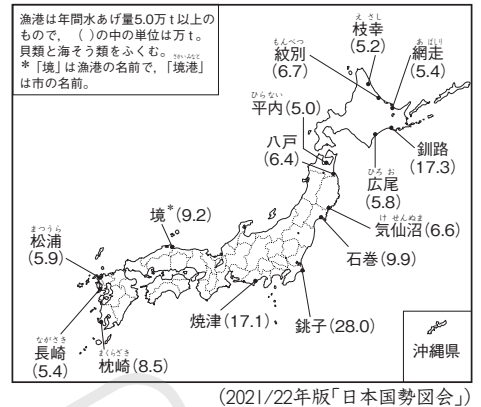 漁港は年間水あげ量5.0万t以上の
もので，（ ）の中の単位は万t。
貝類と海そう類をふくむ。
さかいみなと
＊「境」は漁港の名前で，「境港」
は市の名前。
え さし
枝幸
(5.2)
もんべつ
紋別
(6.7)
あ ばしり
網走
(5.4)
ひらない
平内(5.0)
八戸
(6.4)
釧路
(17.3)
ひろ お
広尾
(5.8)
け せんぬま
気仙沼(6.6)
石巻(9.9)
境＊(9.2)
まつうら
松浦
(5.9)
焼津(17.1)
銚子(28.0)
ながさき
長崎
(5.4)
まくらざき
枕崎(8.5)
沖縄県
(2021/22年版「日本国勢図会」)